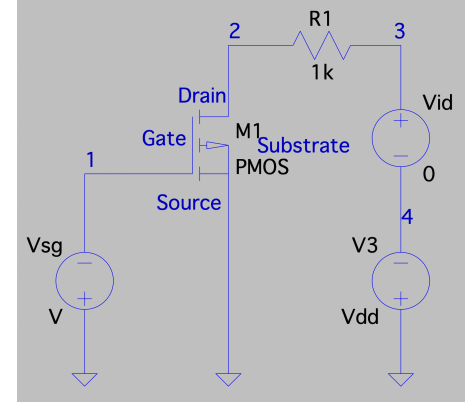 R1
2
3
1k
Drain
Vid
Gate
M1
Substrate
1
PMOS
0
Source
4
Vsg
V3
V
Vdd